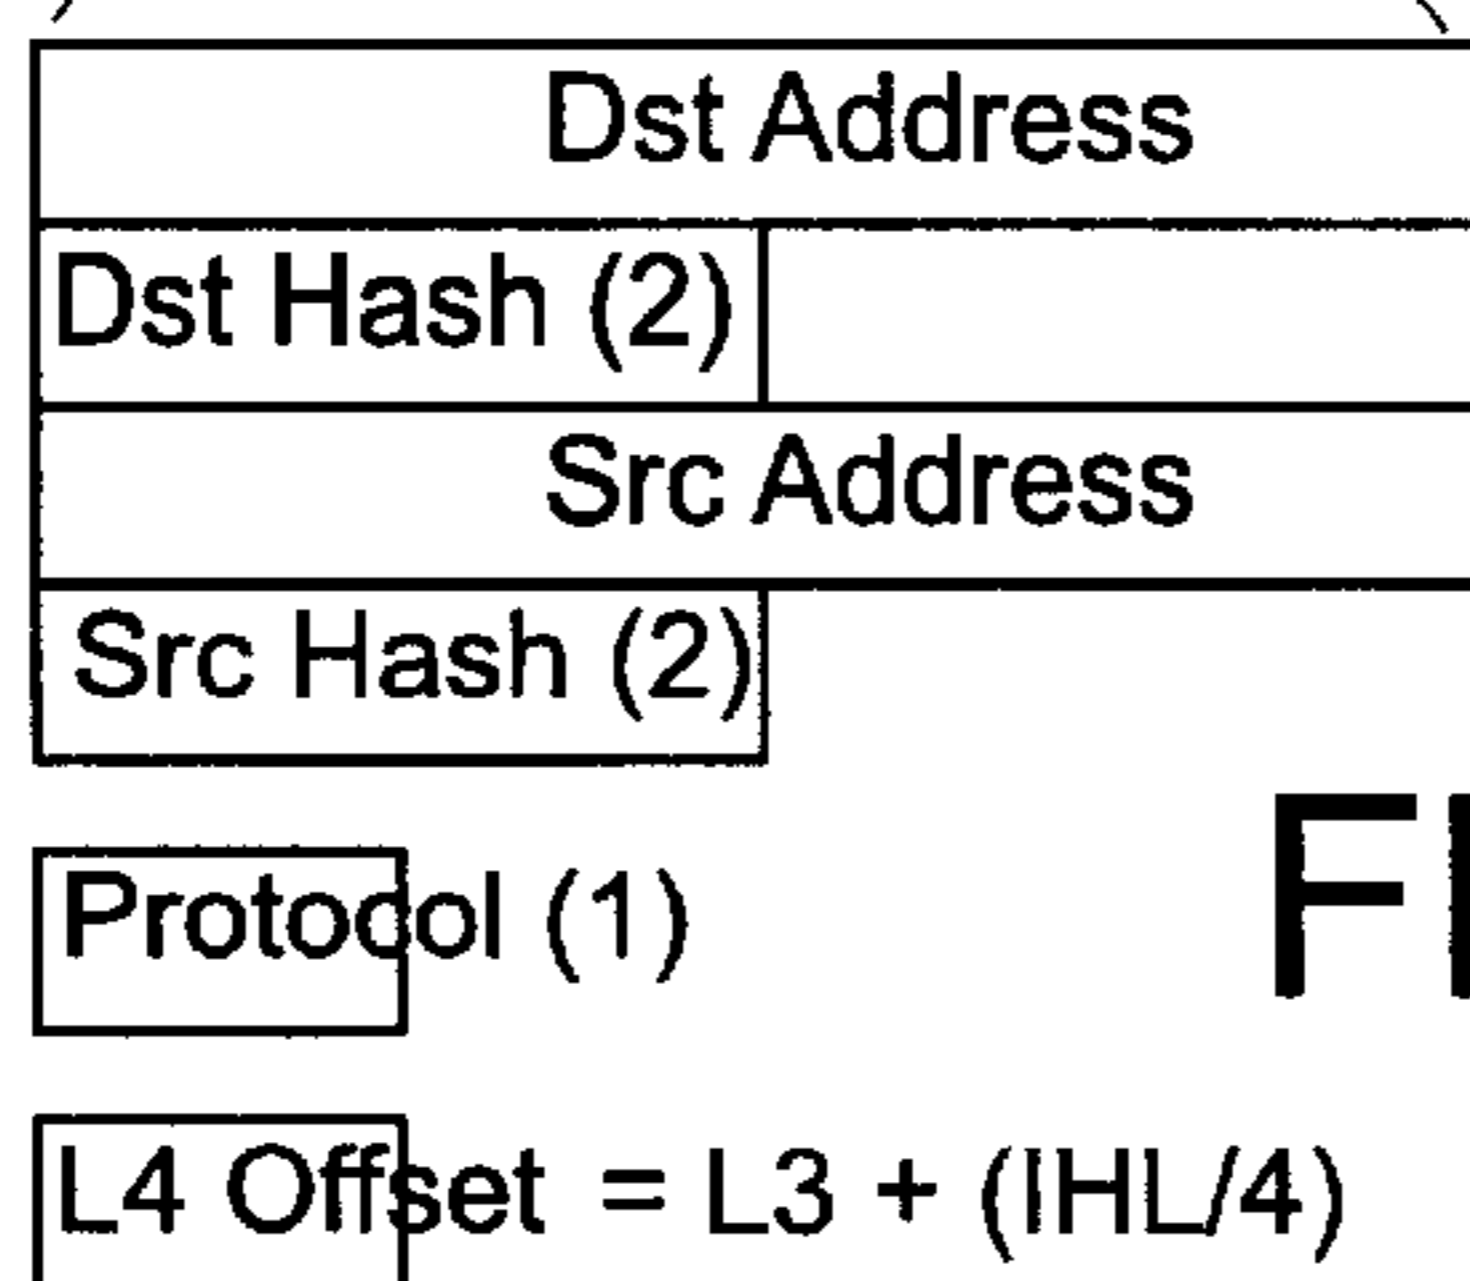 Dst Address
Dst Hash (2)
Src Address
Src Hash (2)
Protocol (1)
L4 Offset = L3 + (IHL/4)